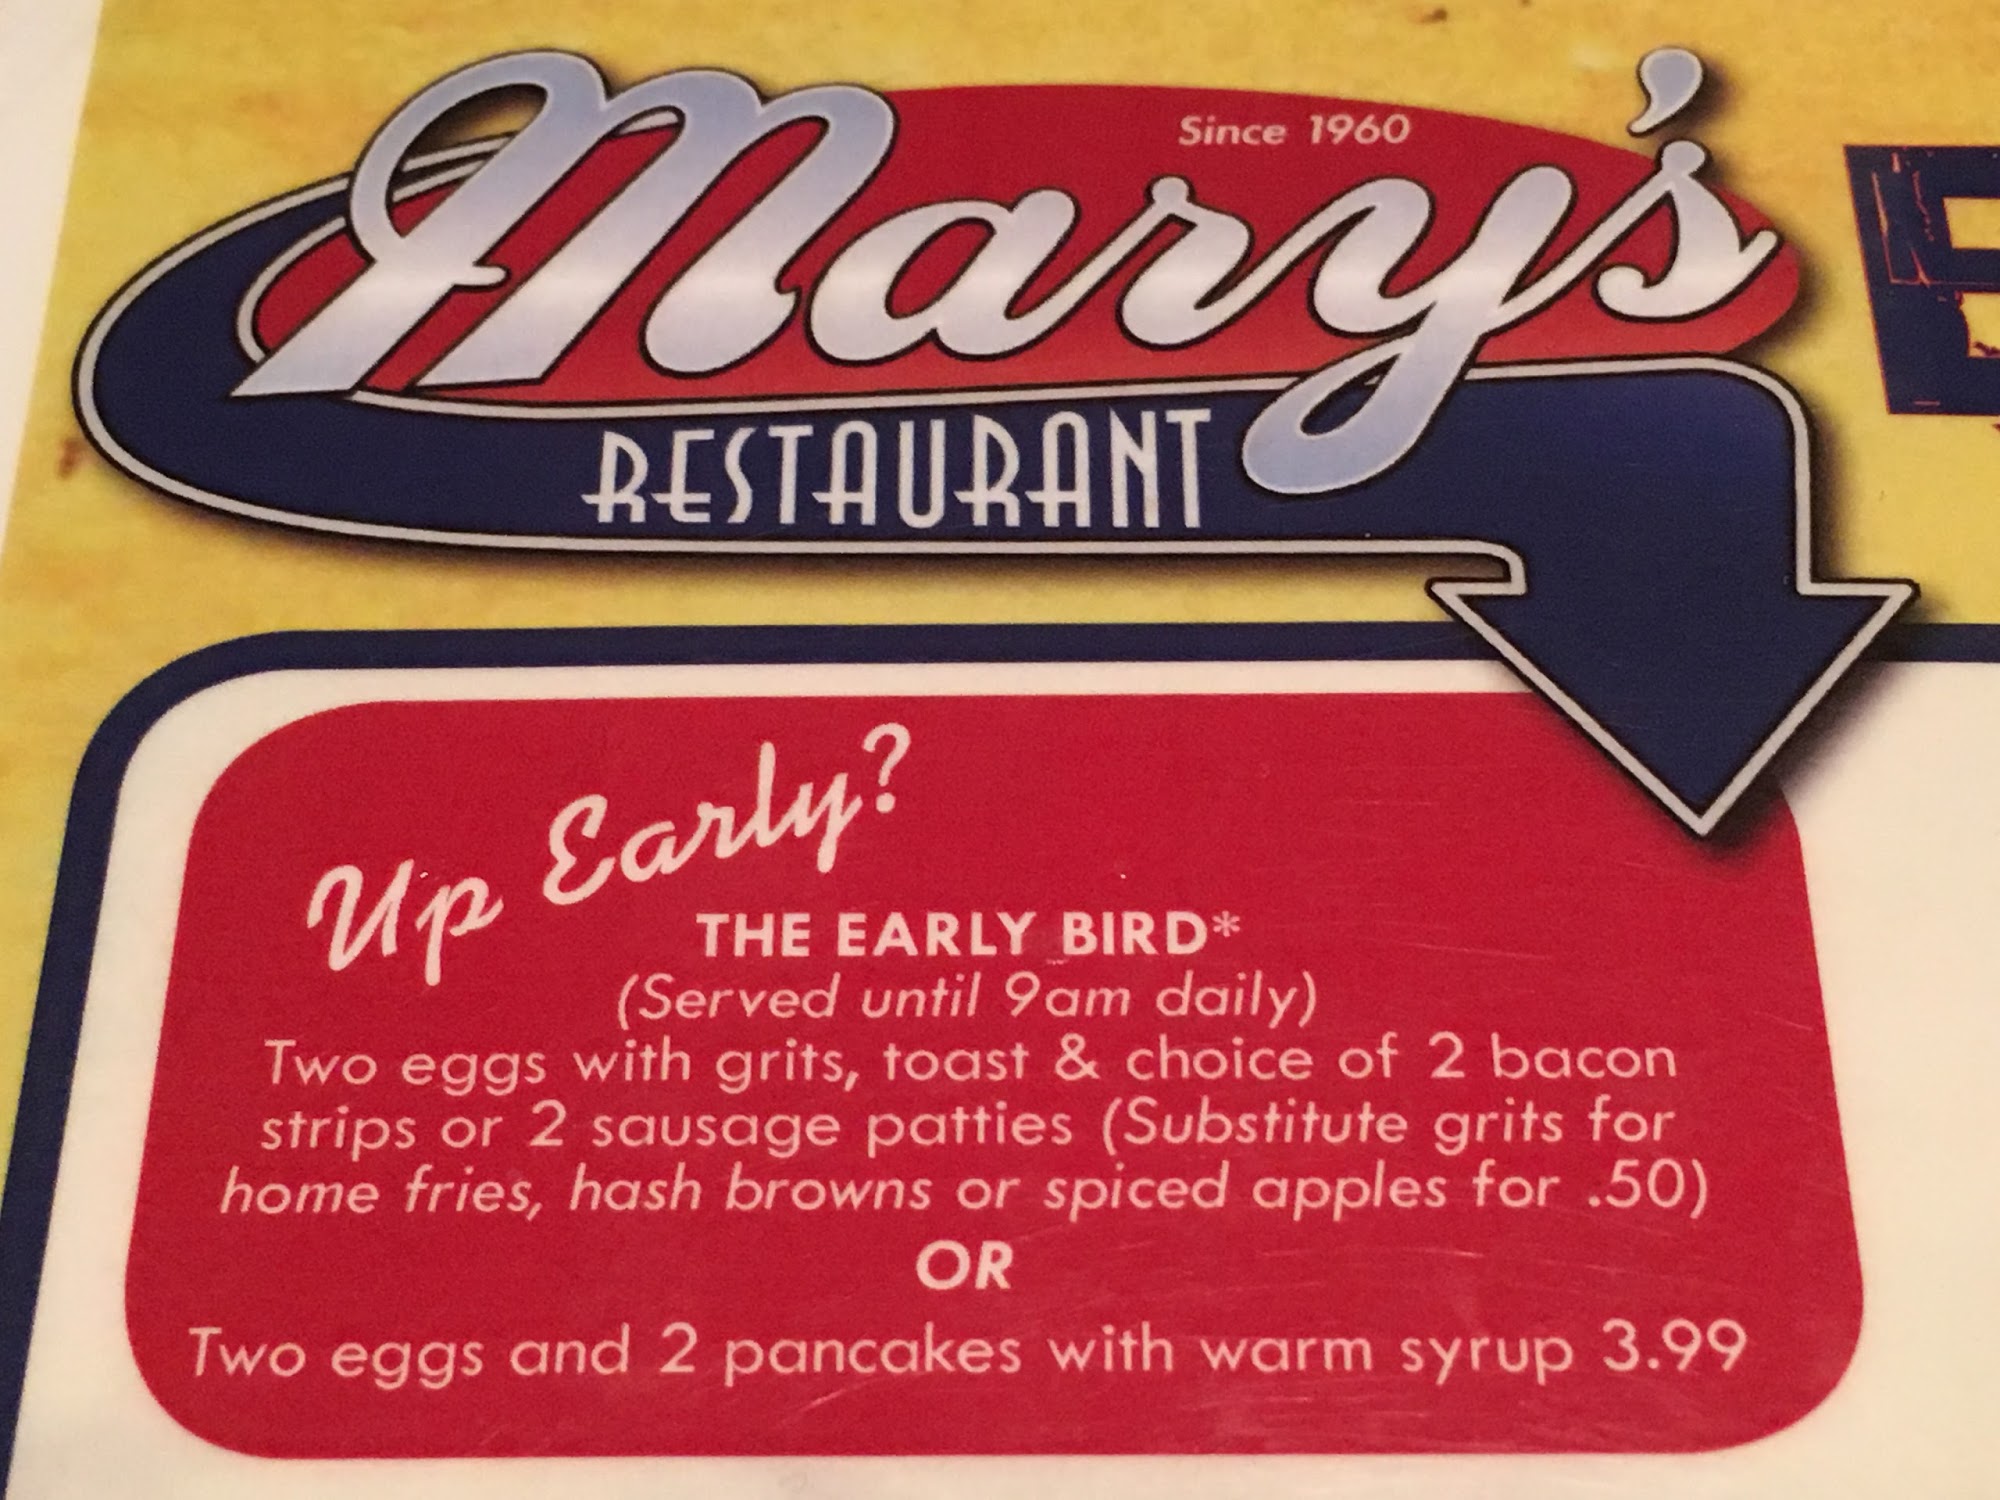 Since 1960
Mary's
RESTAURANT
Up Early?
THE EARLY BIRD*
(Served until 9am daily)
Two eggs with grits, toast & choice of 2 bacon
strips or 2 sausage patties (Substitute grits for
home fries, hash browns or spiced apples for .50)
OR
Two eggs and 2 pancakes with warm syrup 3.99